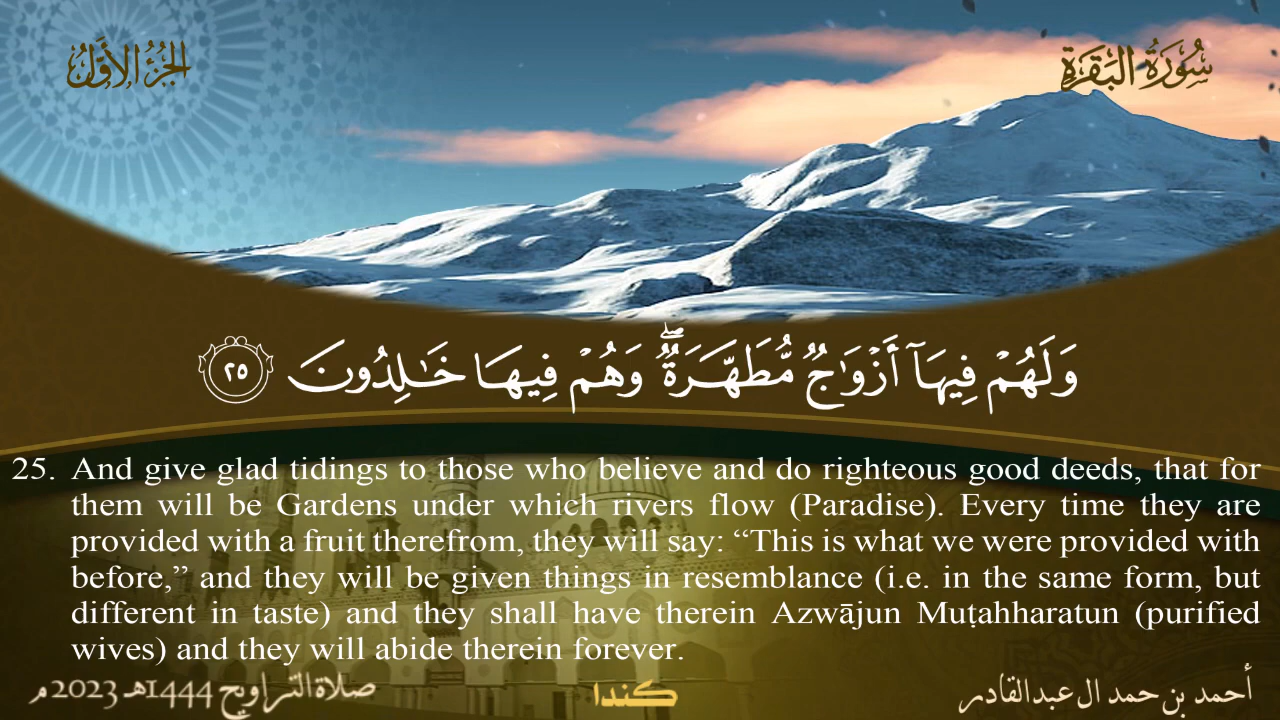 سُورَةُ البَقَرَةِ
الجُزْءُ الأَوَّلُ
وَلَهُمْ فِيهَآ أَزْوَٰجٌ مُّطَهَّرَةٌ ۖ وَهُمْ فِيهَا خَـٰلِدُونَ ٢٥
25. And give glad tidings to those who believe and do righteous good deeds, that for
them will be Gardens under which rivers flow (Paradise). Every time they are
provided with a fruit therefrom, they will say: “This is what we were provided with
before,” and they will be given things in resemblance (i.e. in the same form, but
different in taste) and they shall have therein Azwājun Muṭahharatun (purified
wives) and they will abide therein forever.
أحمد بن حمد ال عبدالقادر
كندا
صلاة التراويح 1444هـ 2023م